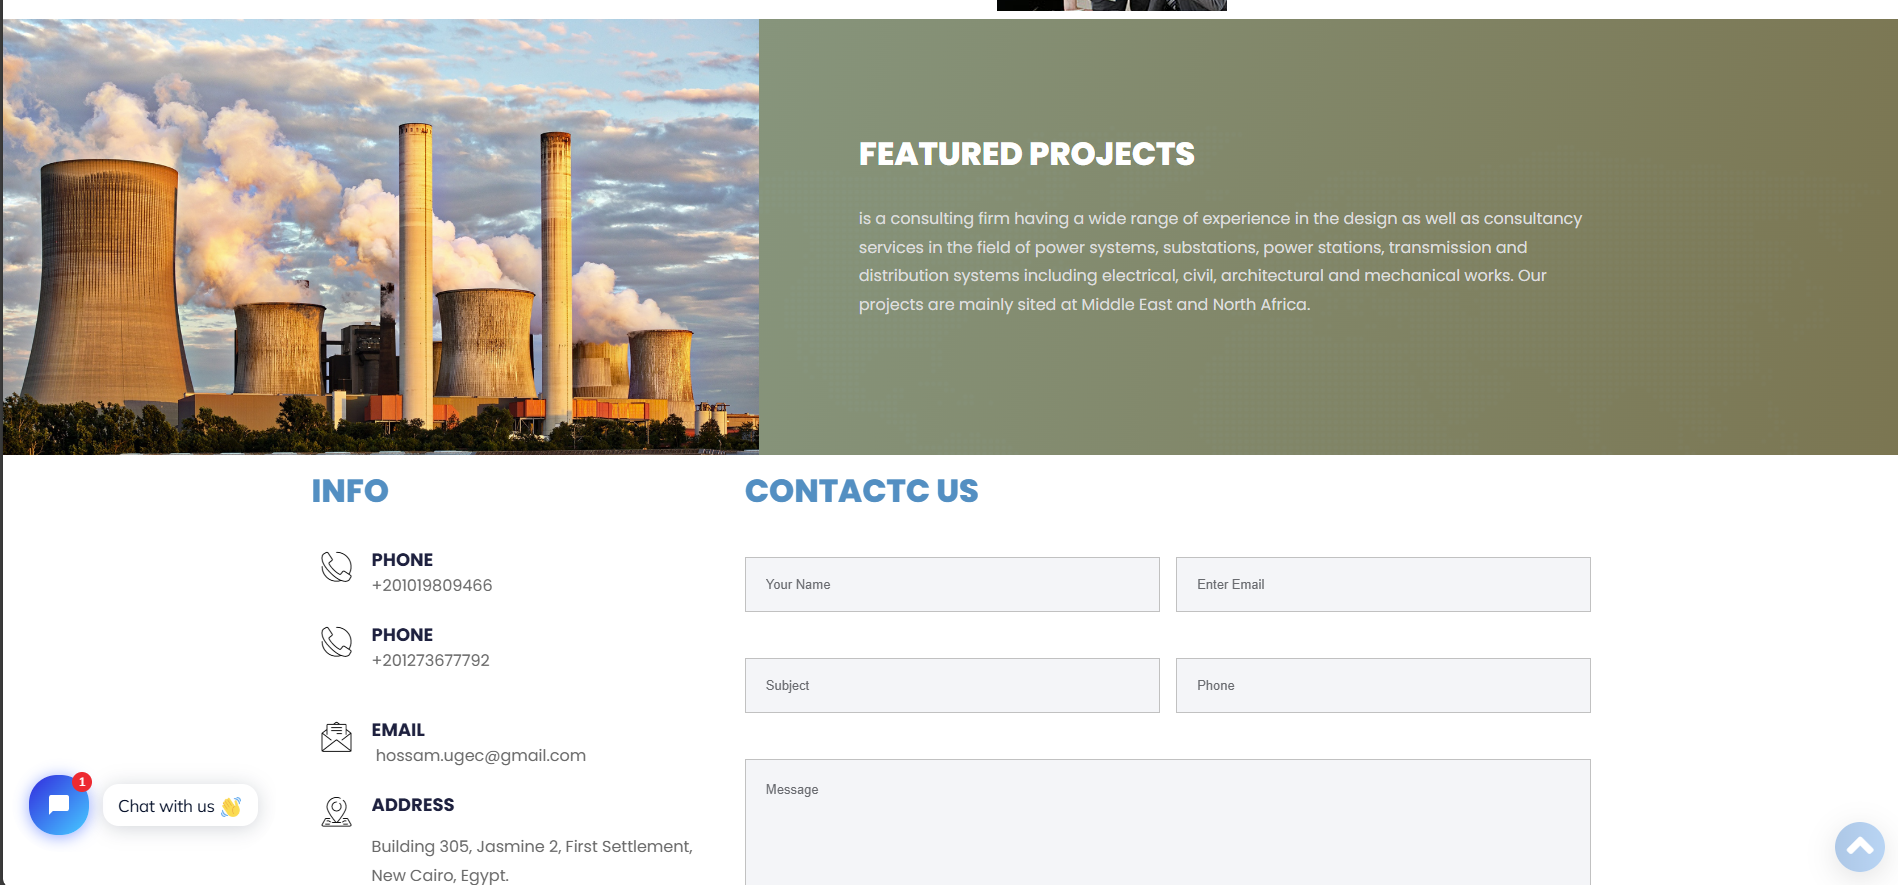 FEATURED PROJECTS
is a consulting firm having a wide range of experience in the design as well as consultancy
services in the field of power systems, substations, power stations, transmission and
distribution systems including electrical, civil, architectural and mechanical works. Our
projects are mainly sited at Middle East and North Africa.
INFO
PHONE
+201019809466
PHONE
+201273677792
EMAIL
hossam.ugec@gmail.com
ADDRESS
Building 305, Jasmine 2, First Settlement,
New Cairo, Egypt.
CONTACTC US
Your Name
Enter Email
Subject
Phone
Message
1
Chat with us 👋